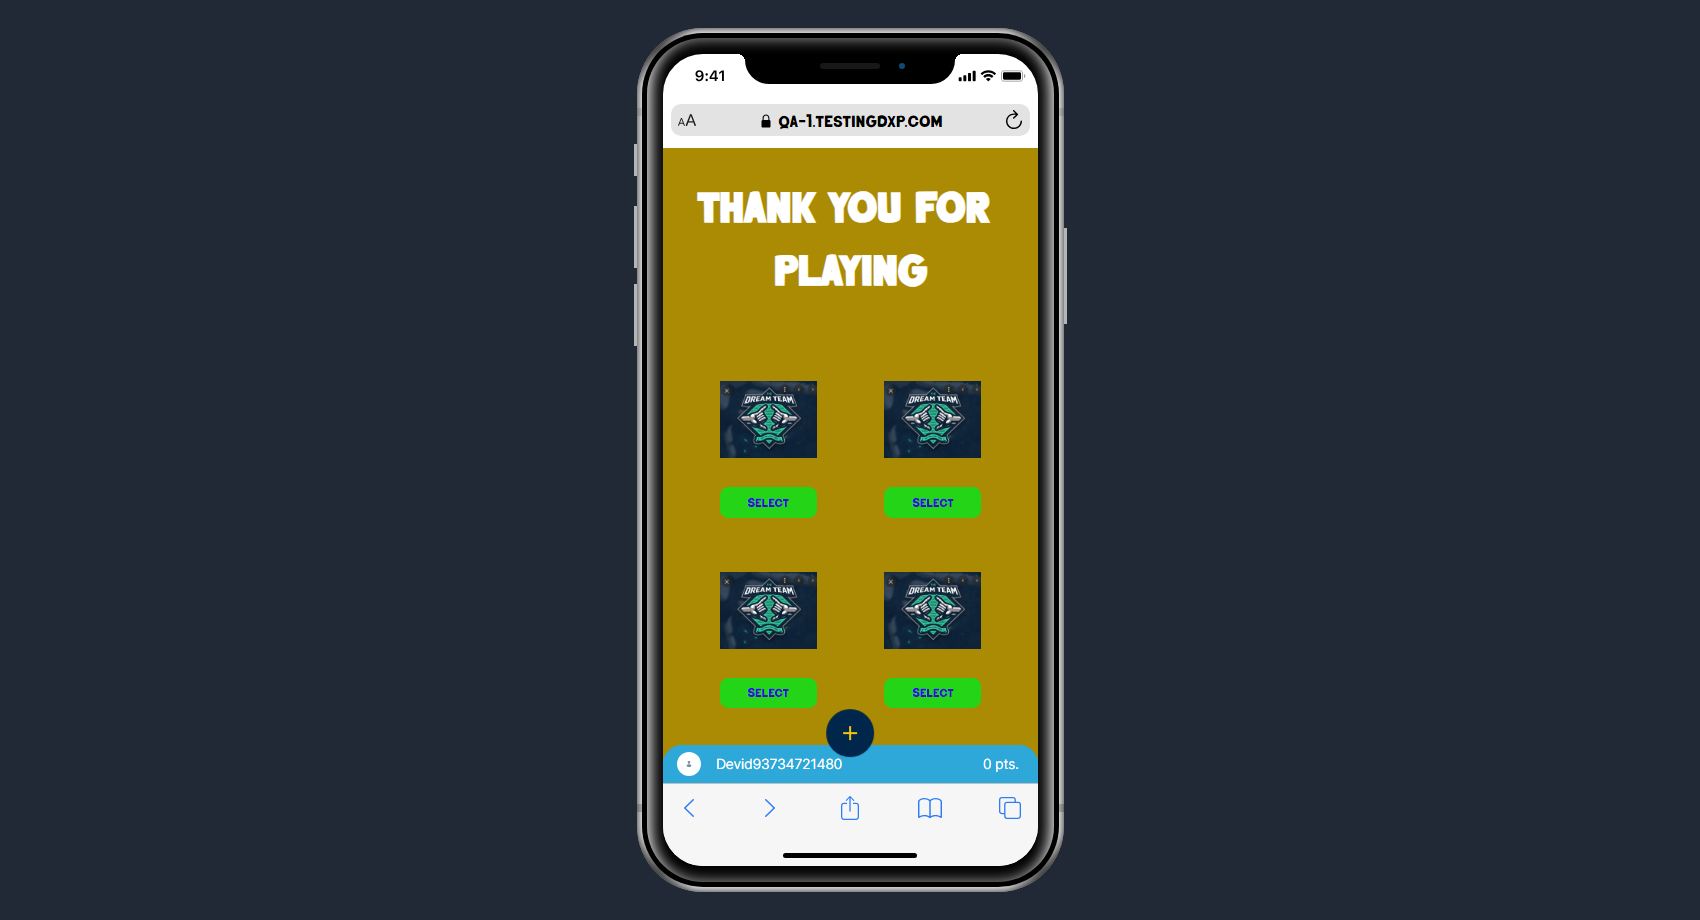 9:41
AA
QA-1.TESTINGDXP.COM
THANK YOU FOR
PLAYING
DREAM TEAM
DREAM TEAM
SELECT
SELECT
DREAM TEAM
DREAM TEAM
SELECT
SELECT
+
Devid93734721480
0 pts.